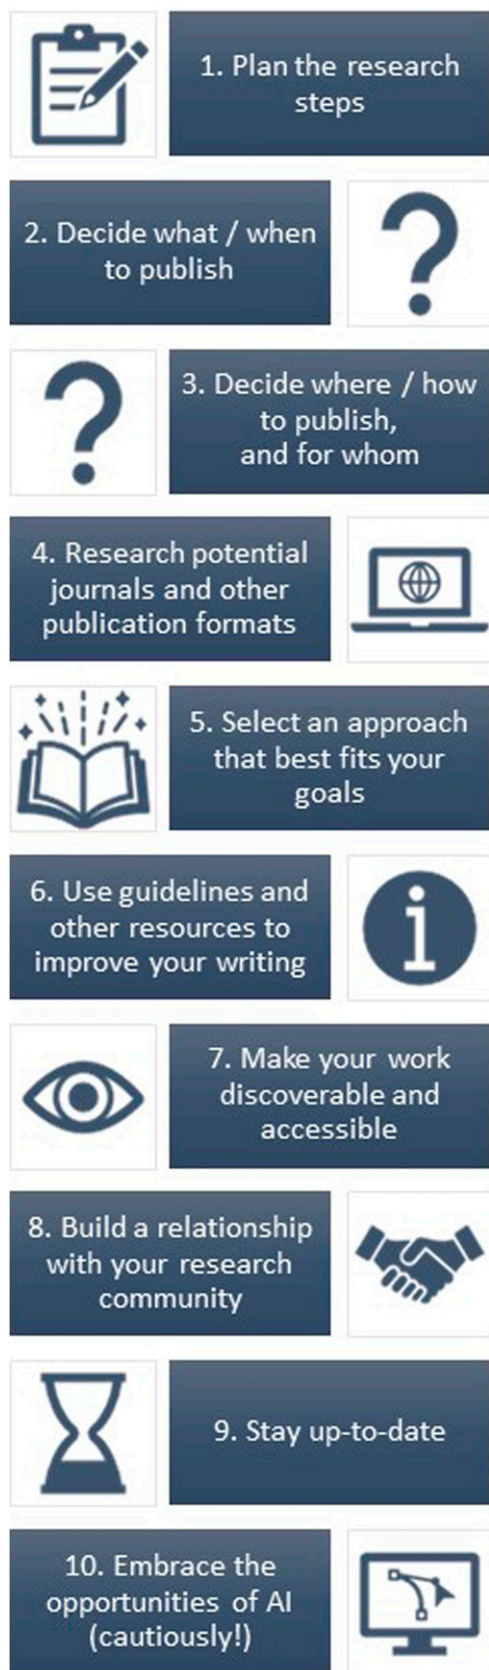 1. Plan the research
steps
2. Decide what / when
to publish
3. Decide where / how
to publish,
and for whom
4. Research potential
journals and other
publication formats
5. Select an approach
that best fits your
goals
6. Use guidelines and
other resources to
improve your writing
7. Make your work
discoverable and
accessible
8. Build a relationship
with your research
community
9. Stay up-to-date
10. Embrace the
opportunities of AI
(cautiously!)